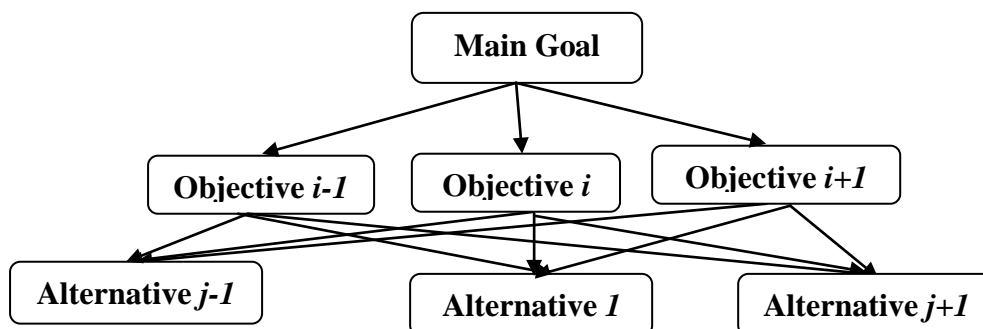 Main Goal
Objective i-1
Objective i
Objective i+1
Alternative j-1
Alternative 1
Alternative j+1